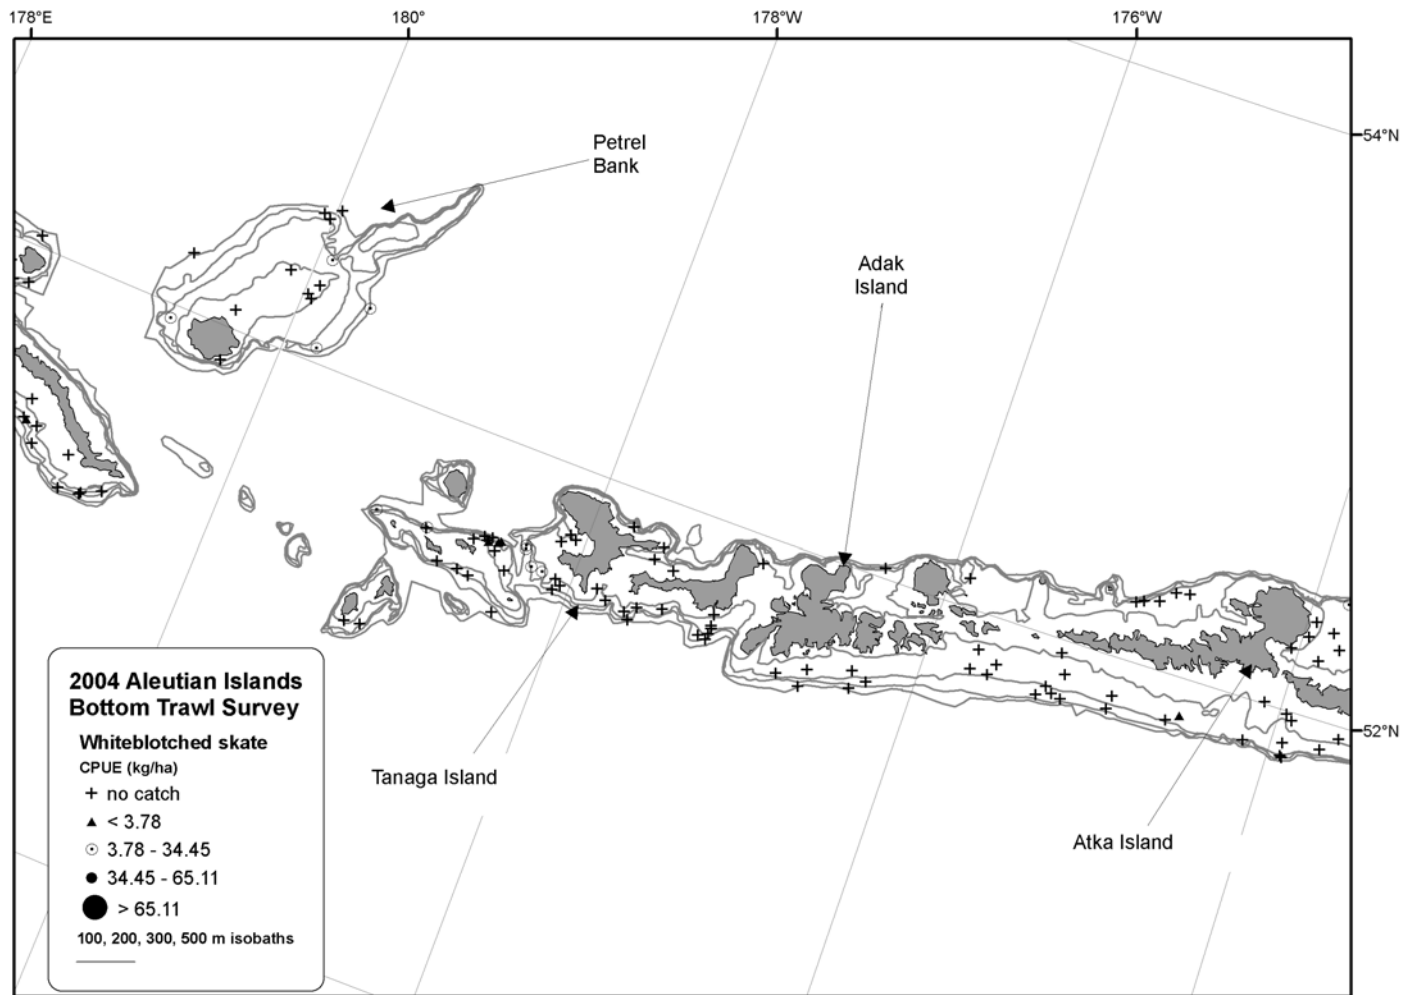 178°E
180°
178°W
176°W
54°N
Petrel
Bank
Adak
Island
2004 Aleutian Islands
Bottom Trawl Survey
Whiteblotched skate
CPUE (kg/ha)
no catch
< 3.78
3.78 - 34.45
34.45 - 65.11
> 65.11
100, 200, 300, 500 m isobaths
Tanaga Island
52°N
Atka Island